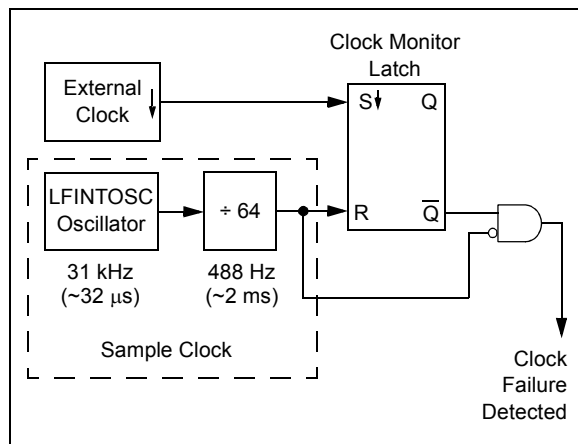 Clock Monitor
Latch
External
Clock
S
Q
LFINTOSC
Oscillator
÷ 64
R
Q̅
31 kHz
(~32 μs)
488 Hz
(~2 ms)
Sample Clock
Clock
Failure
Detected